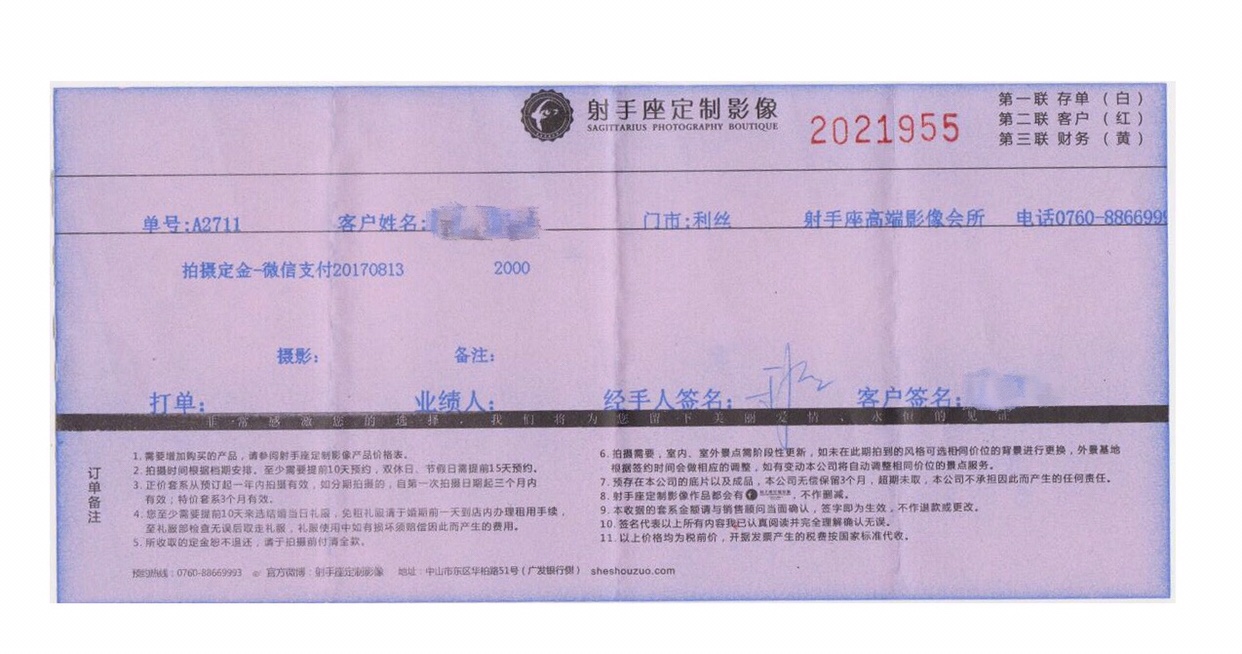 射手座定制影像
SAGITTARIUS PHOTOGRAPHY BOUTIQUE
2021955
第一联 存单 （白）
第二联 客户 （红）
第三联 财务 （黄）
单号:A2711 客户姓名: 门市:利丝 射手座高端影像会所 电话0760-8866999
拍摄定金-微信支付20170813 2000
摄影: 备注:
打单: 业绩人: 经手人签名: 客户签名:
非常感激您的选择，我们将为您留下美丽爱情，永恒的见证
订单备注
1. 需要增加购买的产品，请参阅射手座定制影像产品价格表。
2. 拍摄时间根据档期安排，至少需要提前10天预约，双休日、节假日需提前15天预约。
3. 正价套系从预订起一年内拍摄有效，如分期拍摄的，自第一次拍摄日期起三个月内
有效；特价套系3个月有效。
4. 您至少需要提前10天来选结婚当日礼服，免租礼服请于婚期前一天到店内办理租用手续，
至礼服部检查无误后取走礼服，礼服使用中如有损坏须赔偿因此而产生的费用。
5. 所收取的定金恕不退还，请于拍摄前付清全款。
6. 拍摄需要，室内、室外景点需阶段性更新，如未在此期拍到的风格可选相同价位的背景进行更换，外景基地
根据签约时间会做相应的调整，如有变动本公司将自动调整相同价位的景点服务。
7. 预存在本公司的底片以及成品，本公司无偿保留3个月，超期未取，本公司不承担因此而产生的任何责任。
8. 射手座定制影像作品都会有 ，不作删减。
9. 本收据的套系金额请与销售顾问当面确认，签字即为生效，不作退款或更改。
10. 签名代表以上所有内容我已认真阅读并完全理解确认无误。
11. 以上价格均为税前价，开据发票产生的税费按国家标准代收。
预约热线：0760-88669993 官方微博：射手座定制影像 地址：中山市东区华柏路51号（广发银行侧） sheshouzuo.com